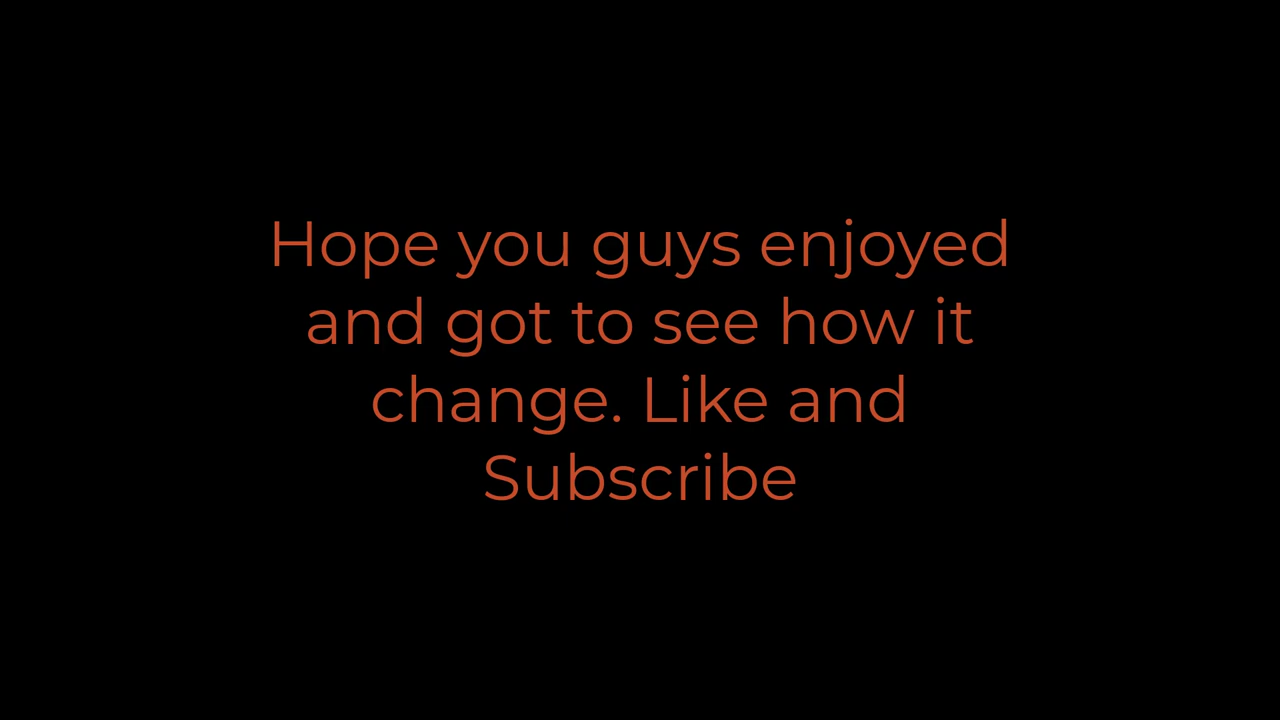 Hope you guys enjoyed
and got to see how it
change. Like and
Subscribe